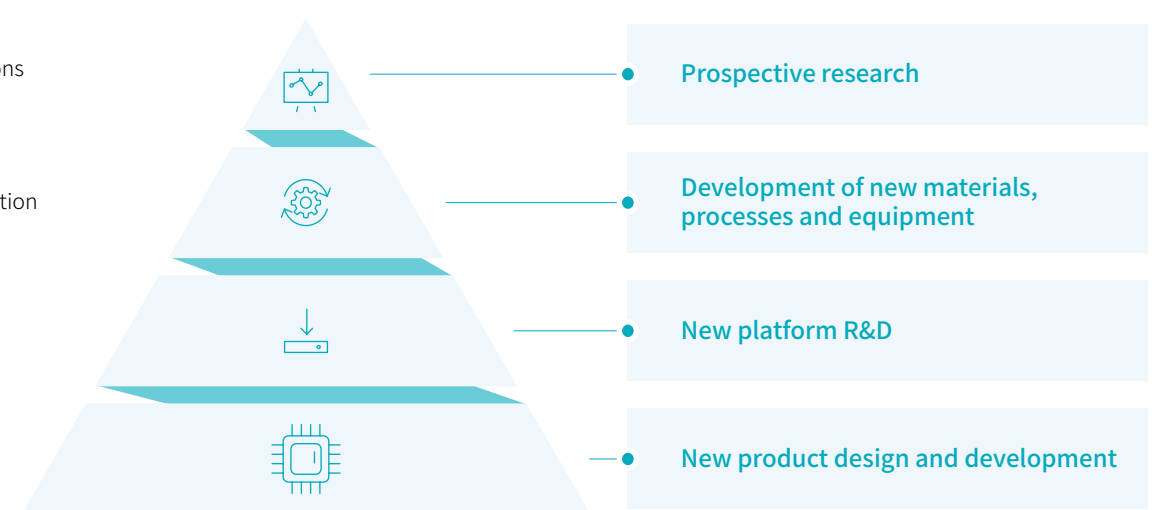 ons
Prospective research
tion
Development of new materials,
processes and equipment
New platform R&D
New product design and development